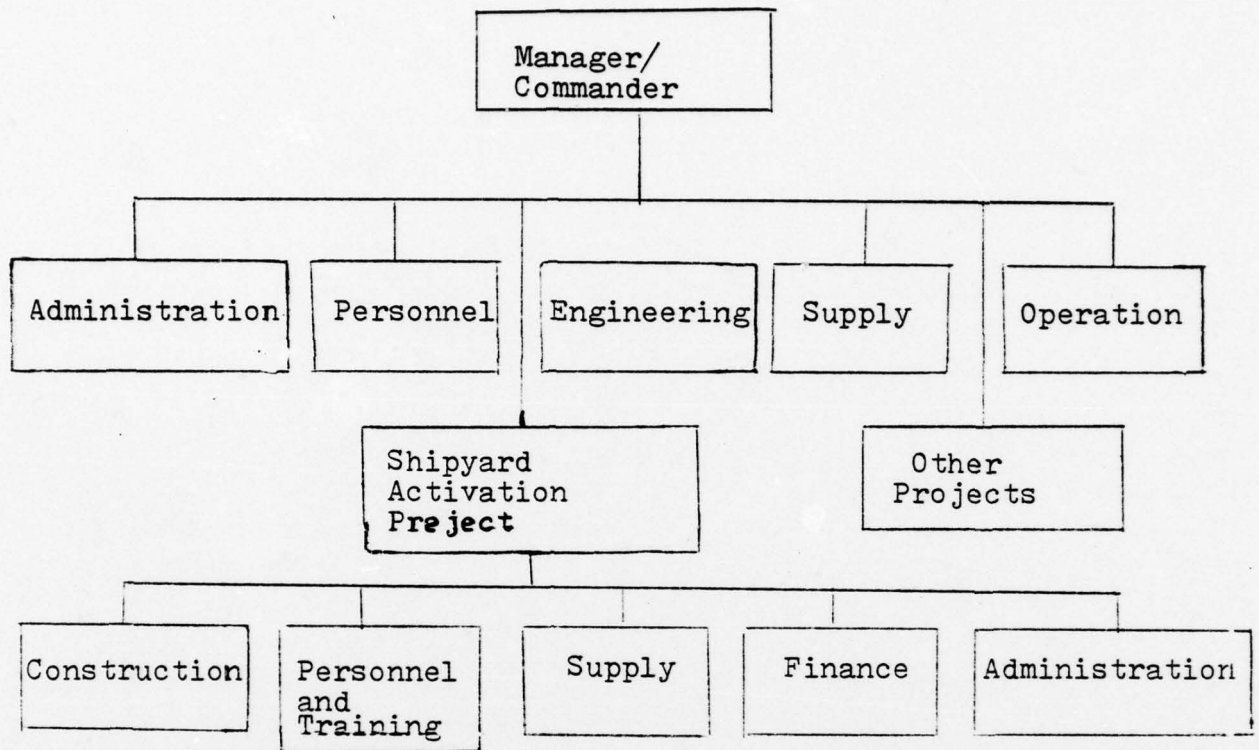 Manager/
Commander
Administration
Personnel
Engineering
Supply
Operation
Shipyard
Activation
Preject
Other
Projects
Construction
Personnel
and
Training
Supply
Finance
Administration